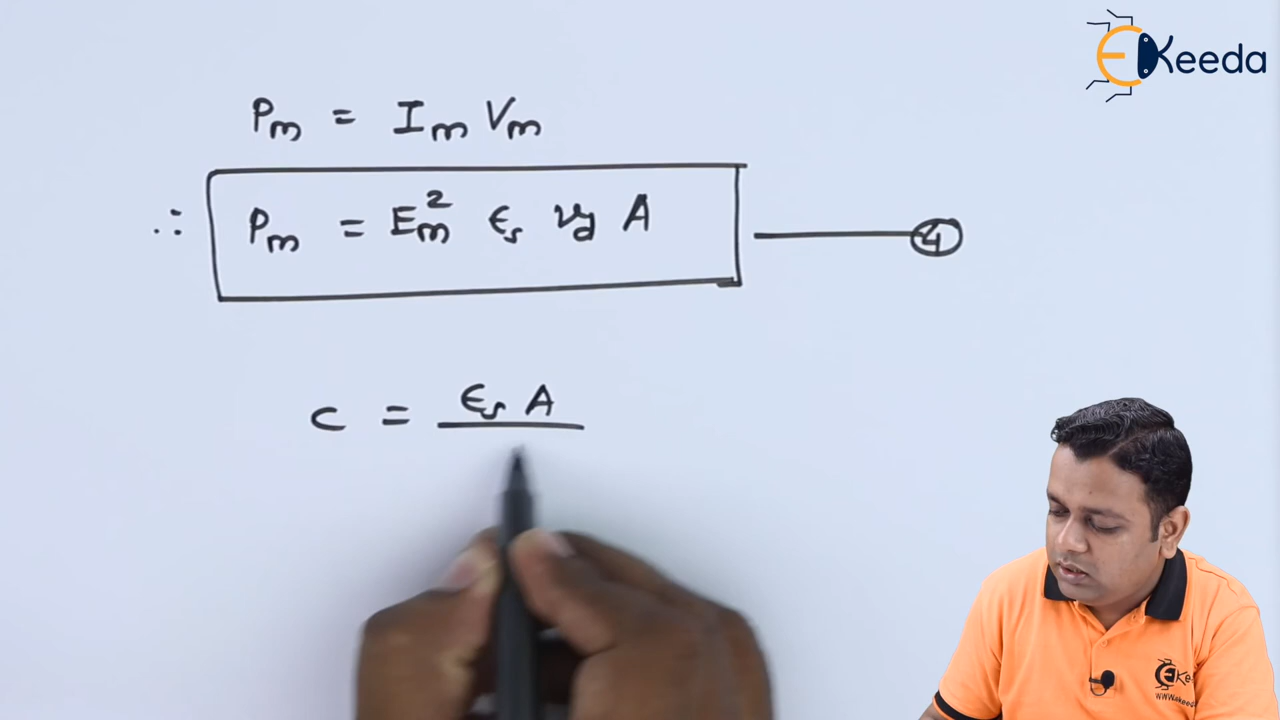 EKeeda
Pm = Im Vm
∴ Pm = Em² ϵs vd A ④
C = ϵs A